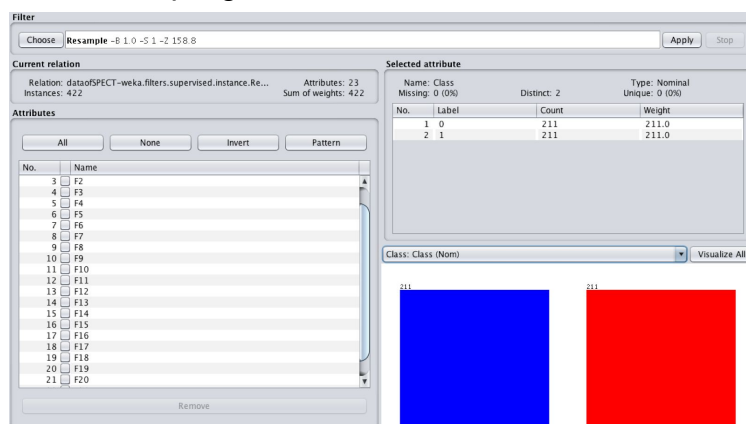 Filter
Choose Resample -B 1.0 -S 1 -Z 158.8 Apply Stop
Current relation
Relation: dataofSPECT-weka.filters.supervised.instance.Re... Attributes: 23
Instances: 422 Sum of weights: 422
Attributes
All None Invert Pattern
No. Name
3 F2
4 F3
5 F4
6 F5
7 F6
8 F7
9 F8
10 F9
11 F10
12 F11
13 F12
14 F13
15 F14
16 F15
17 F16
18 F17
19 F18
20 F19
21 F20
Remove
Selected attribute
Name: Class Type: Nominal
Missing: 0 (0%) Distinct: 2 Unique: 0 (0%)
No. Label Count Weight
1 0 211 211.0
2 1 211 211.0
Class: Class (Nom) Visualize All
211 211